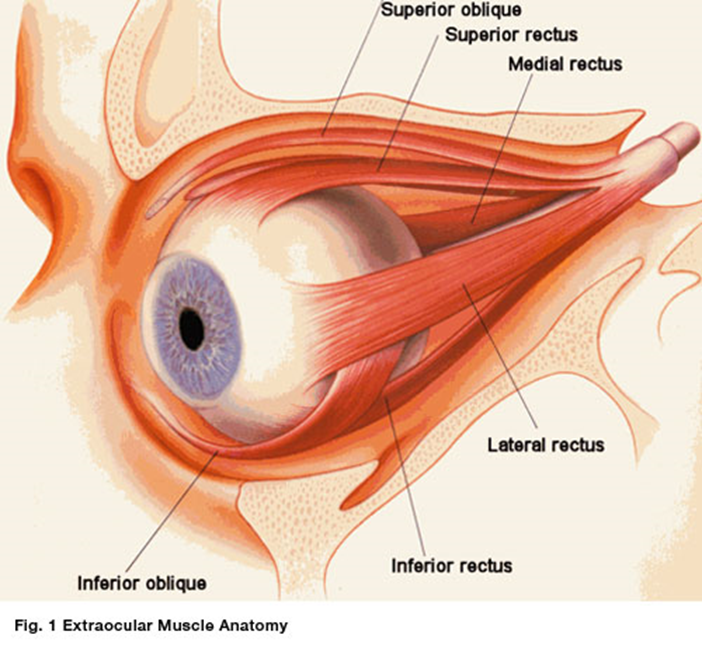 Superior oblique
Superior rectus
Medial rectus
Lateral rectus
Inferior rectus
Inferior oblique
Fig. 1 Extraocular Muscle Anatomy